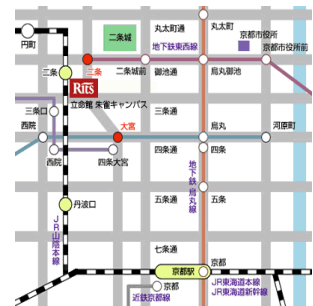 丸太町通
丸太町
円町
二条城
京都市役所
地下鉄東西線
京都市役所前
二条
二条
二条城前
御池通
烏丸御池
RITS
立命館 朱雀キャンパス
三条口
三条通
大宮
西院
烏丸
河原町
四条通
四条
西院
四条大宮
地下鉄烏丸線
丹波口
五条通
五条
JR山陰本線
七条通
京都駅
京都
京都
JR東海道本線
JR東海道新幹線
近鉄京都線